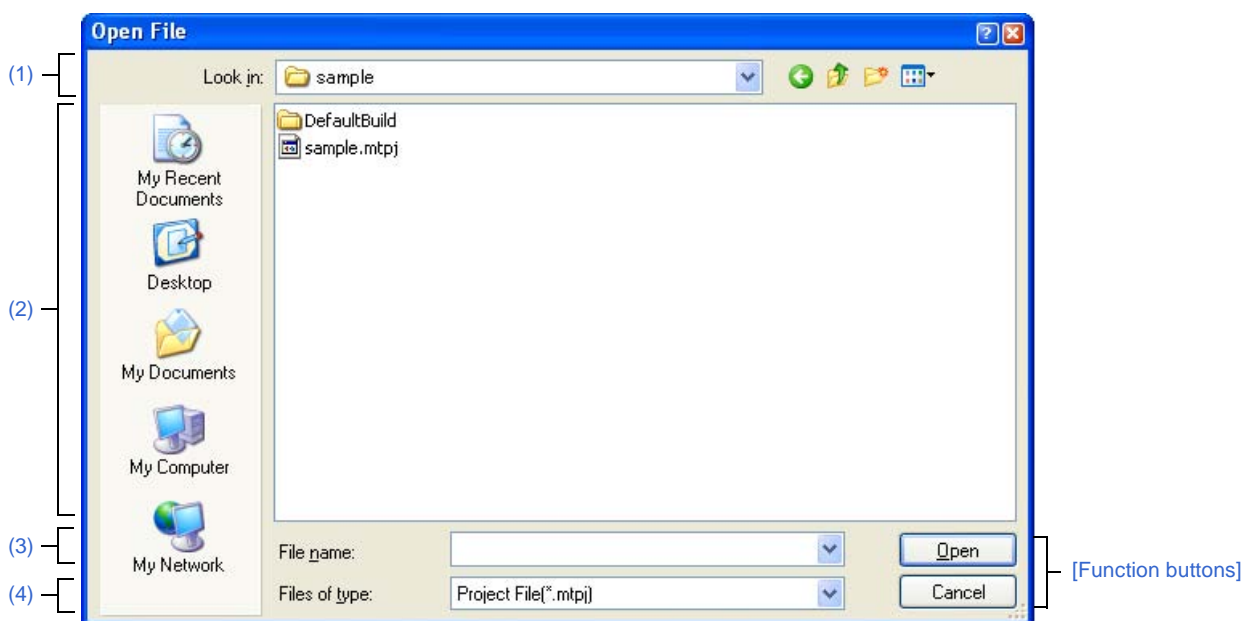 Open File
(1)
Look in:
sample
(2)
My Recent
Documents
Desktop
My Documents
My Computer
My Network
DefaultBuild
sample.mtpj
(3)
File name:
Open
(4)
Files of type:
Project File(*.mtpj)
Cancel
[Function buttons]